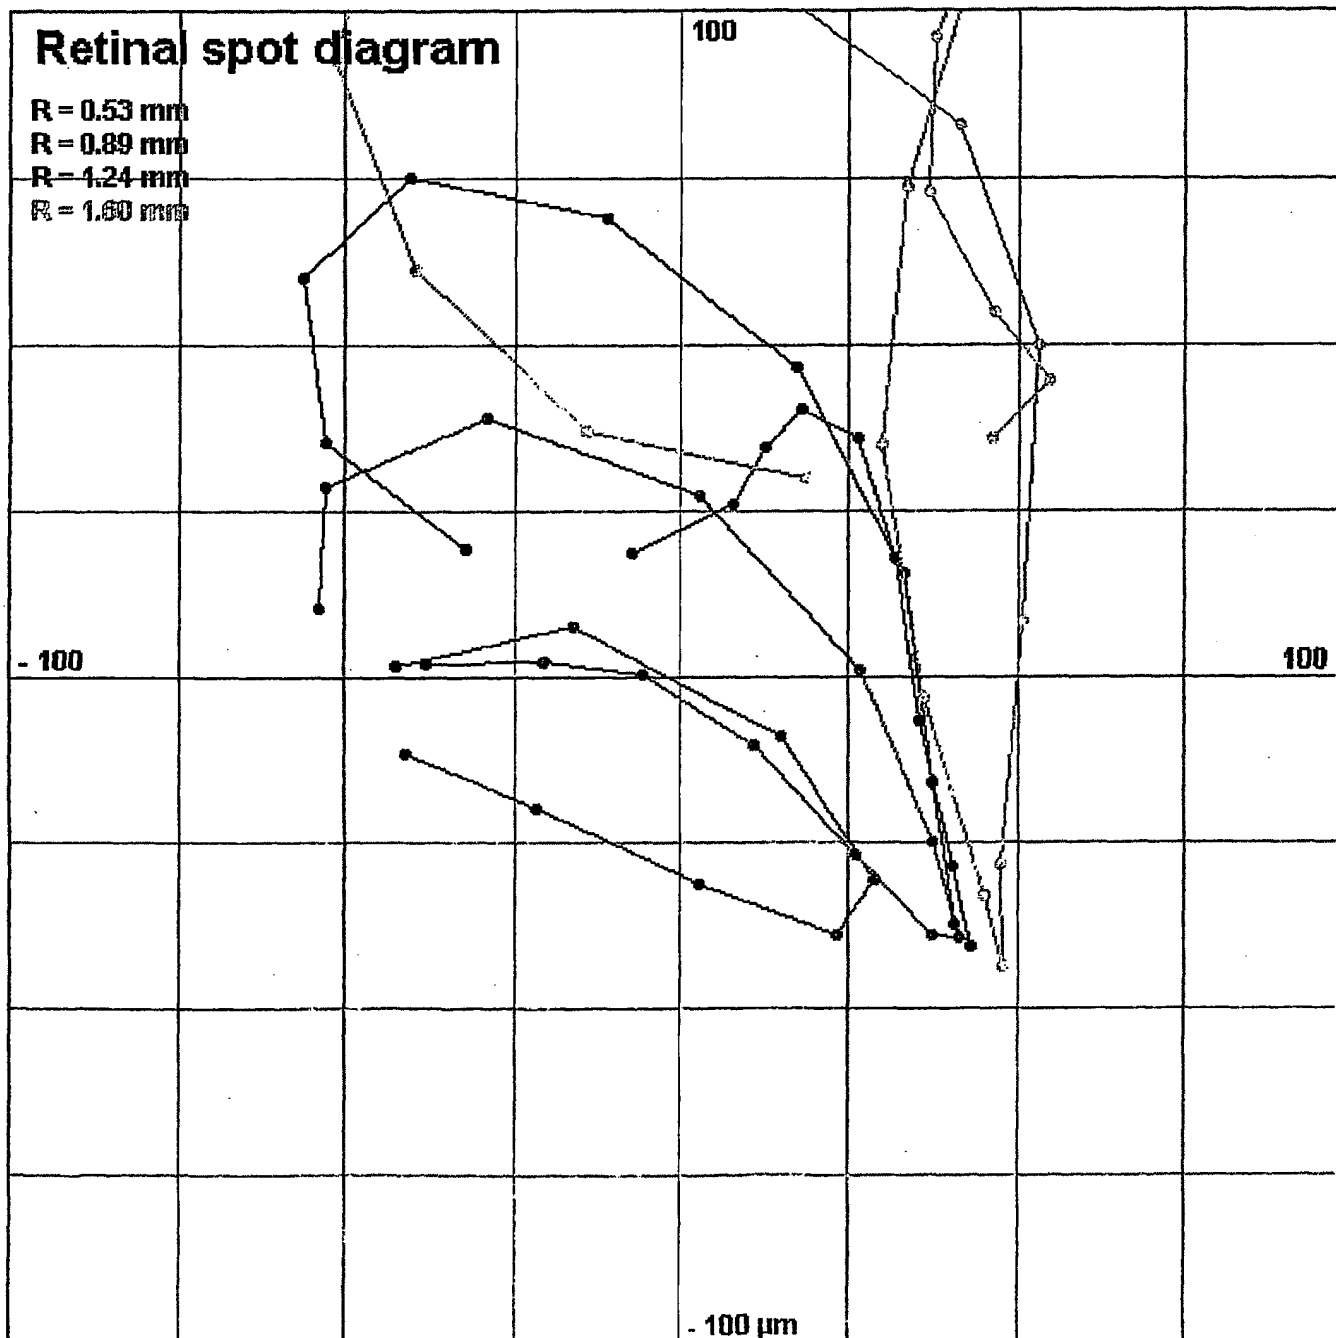 Retinal spot diagram
100
R = 0.53 mm
R = 0.89 mm
R = 1.24 mm
R = 1.60 mm
- 100
100
- 100 µm